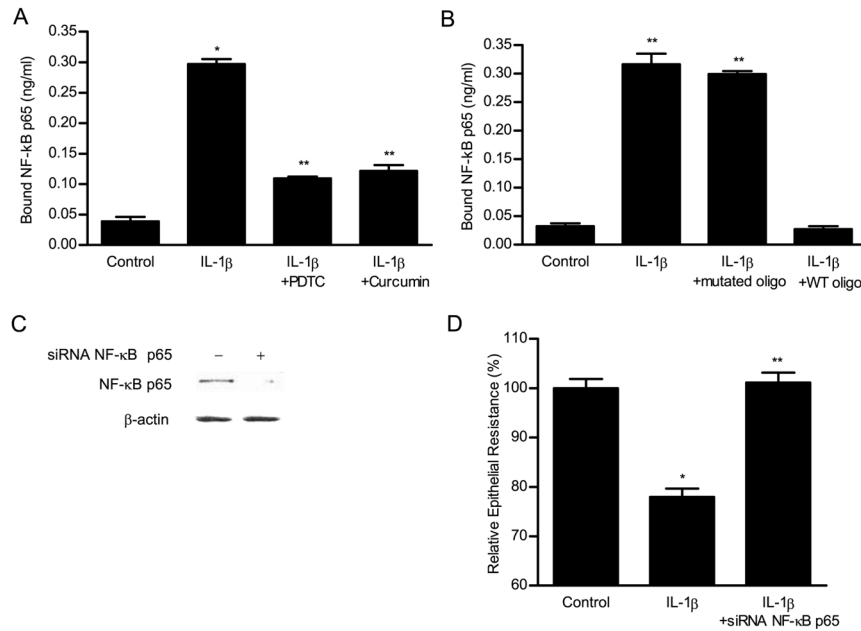 A
Bound NF-kB p65 (ng/ml)
0.35
0.30
0.25
0.20
0.15
0.10
0.05
0.00
*
**
**
Control
IL-1β
IL-1β
+PDTC
IL-1β
+Curcumin
B
Bound NF-kB p65 (ng/ml)
0.35
0.30
0.25
0.20
0.15
0.10
0.05
0.00
**
**
Control
IL-1β
IL-1β
+mutated oligo
IL-1β
+WT oligo
C
siRNA NF-κB p65 – +
NF-κB p65
β-actin
D
Relative Epithelial Resistance (%)
110
100
90
80
70
60
*
**
Control
IL-1β
IL-1β
+siRNA NF-κB p65